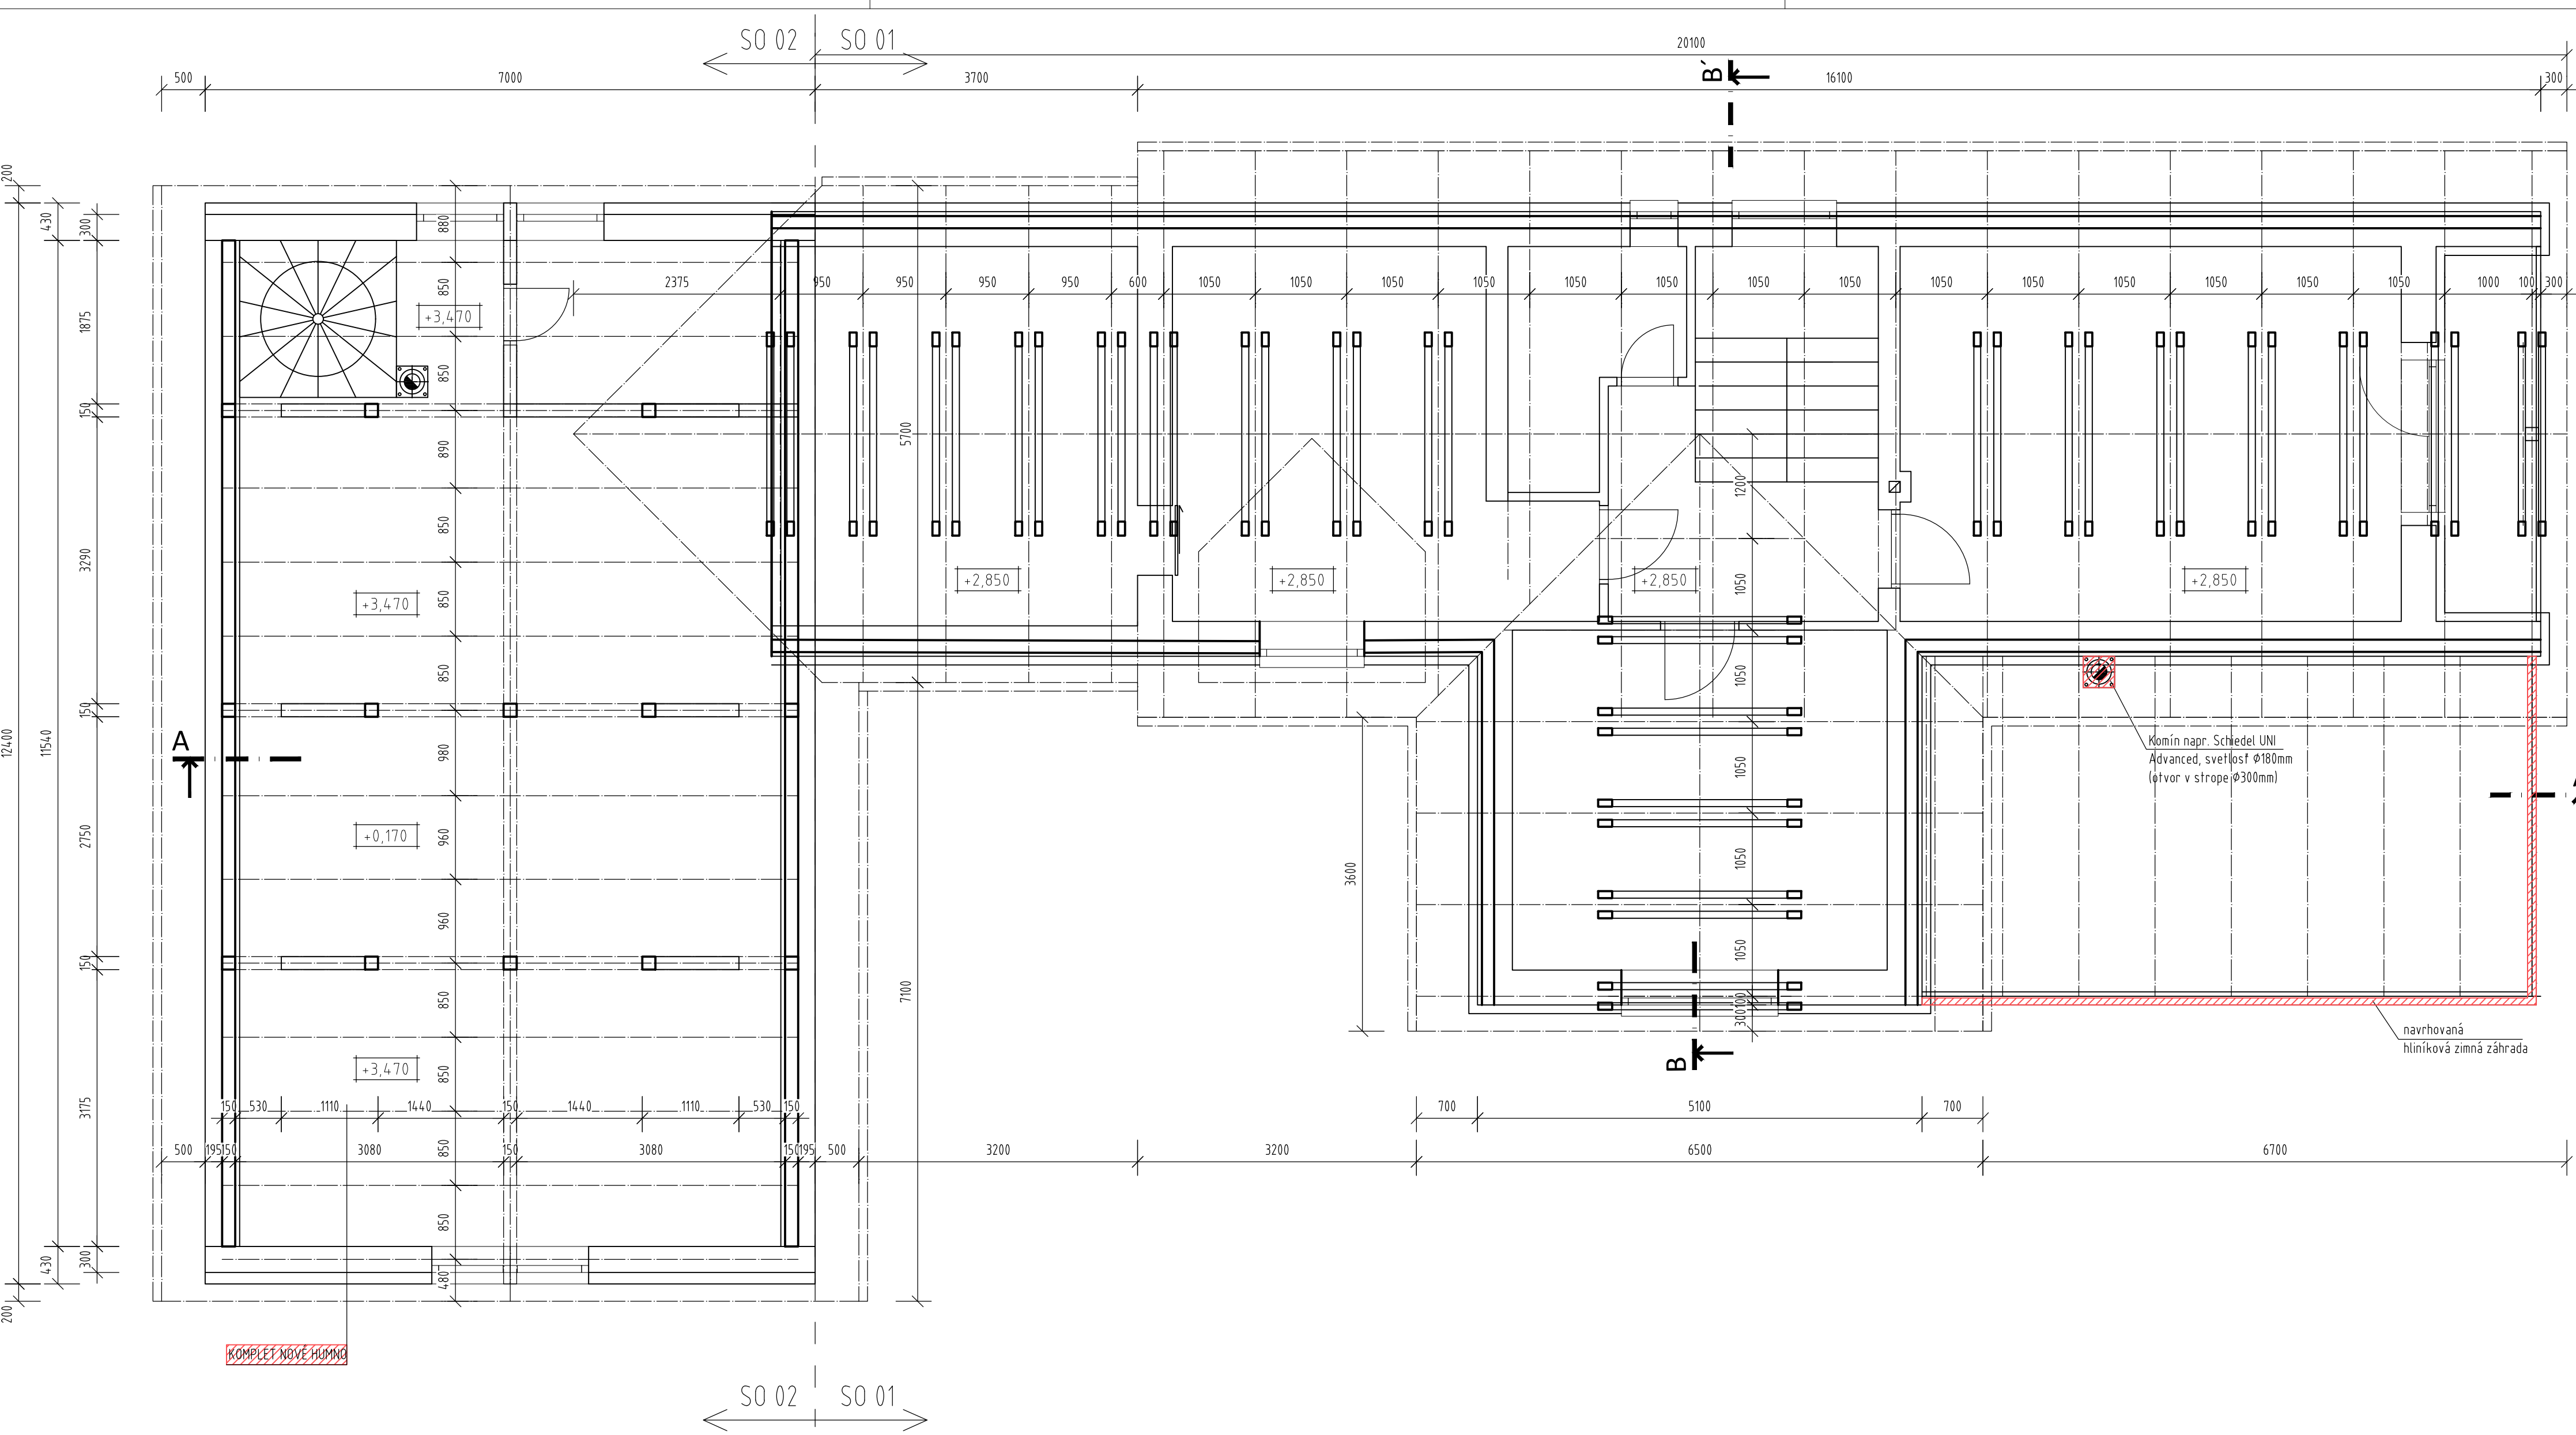 SO 02 SO 01
20100
500 7000 3700 16100 300
B´
200
430
300
880
850
2375 950 950 950 950 600 1050 1050 1050 1050 1050 1050 1050 1050 1050 1050 1050 1050 1050 1050 1000 100 300
+3,470
1875
850
150
890
5700
1200
850
3290
+3,470
850
+2,850 +2,850 +2,850 +2,850
1050
850
1050
150
12400
11540
A
980
1050
Komín napr. Schiedel UNI
Advanced, svetlosť Φ180mm
(otvor v strope Φ300mm)
2750
+0,170
960
3600
1050
960
1050
150
850
7100
100
300
navrhovaná
hliníková zimná záhrada
B
+3,470
850
3175
150 530 1110 1440 150 1440 1110 530 150
700 5100 700
850
500 195 150 3080 150 3080 150 195 500 3200 3200 6500 6700
850
430
300
480
200
KOMPLET NOVÉ HUMNO
SO 02 SO 01